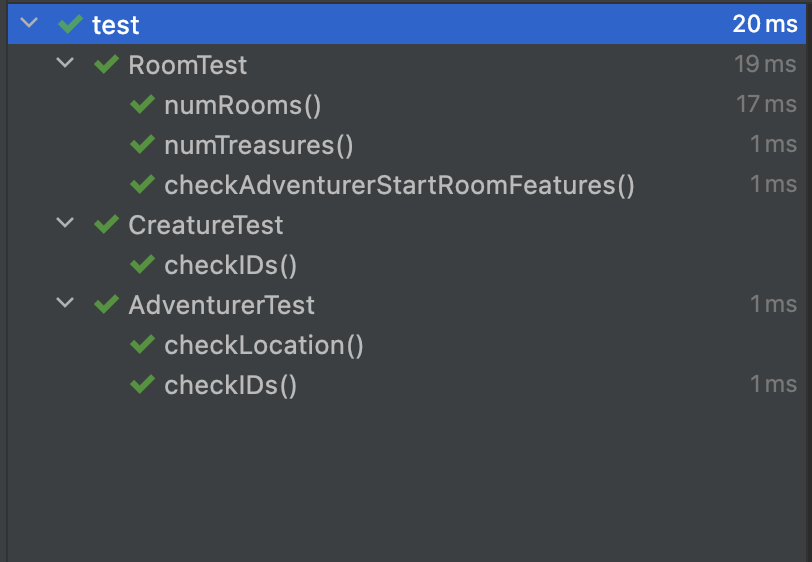 test 20 ms
RoomTest 19 ms
numRooms() 17 ms
numTreasures() 1 ms
checkAdventurerStartRoomFeatures() 1 ms
CreatureTest
checkIDs()
AdventurerTest 1 ms
checkLocation()
checkIDs() 1 ms